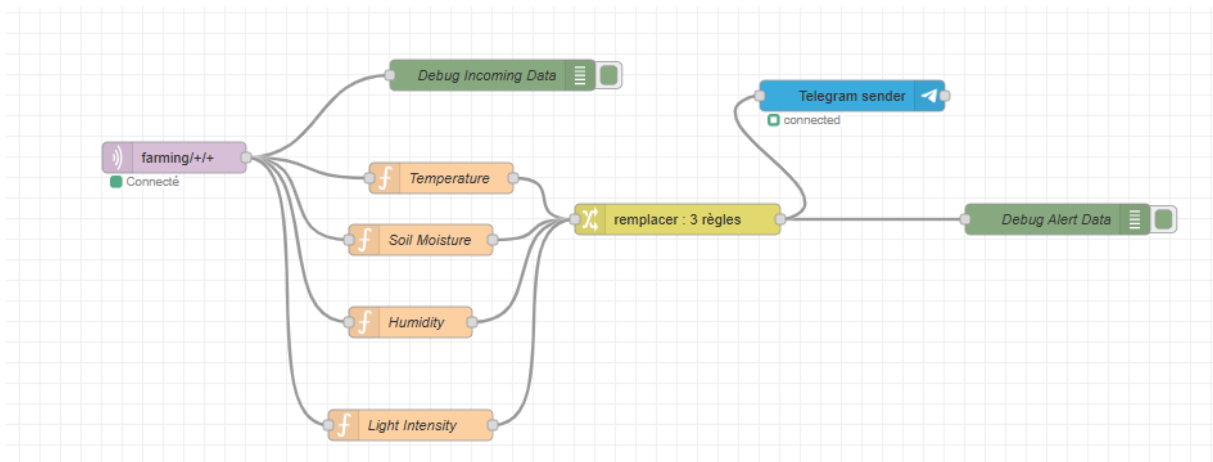 Debug Incoming Data
Telegram sender
connected
farming/+/+
Connecté
Temperature
remplacer : 3 règles
Debug Alert Data
Soil Moisture
Humidity
Light Intensity